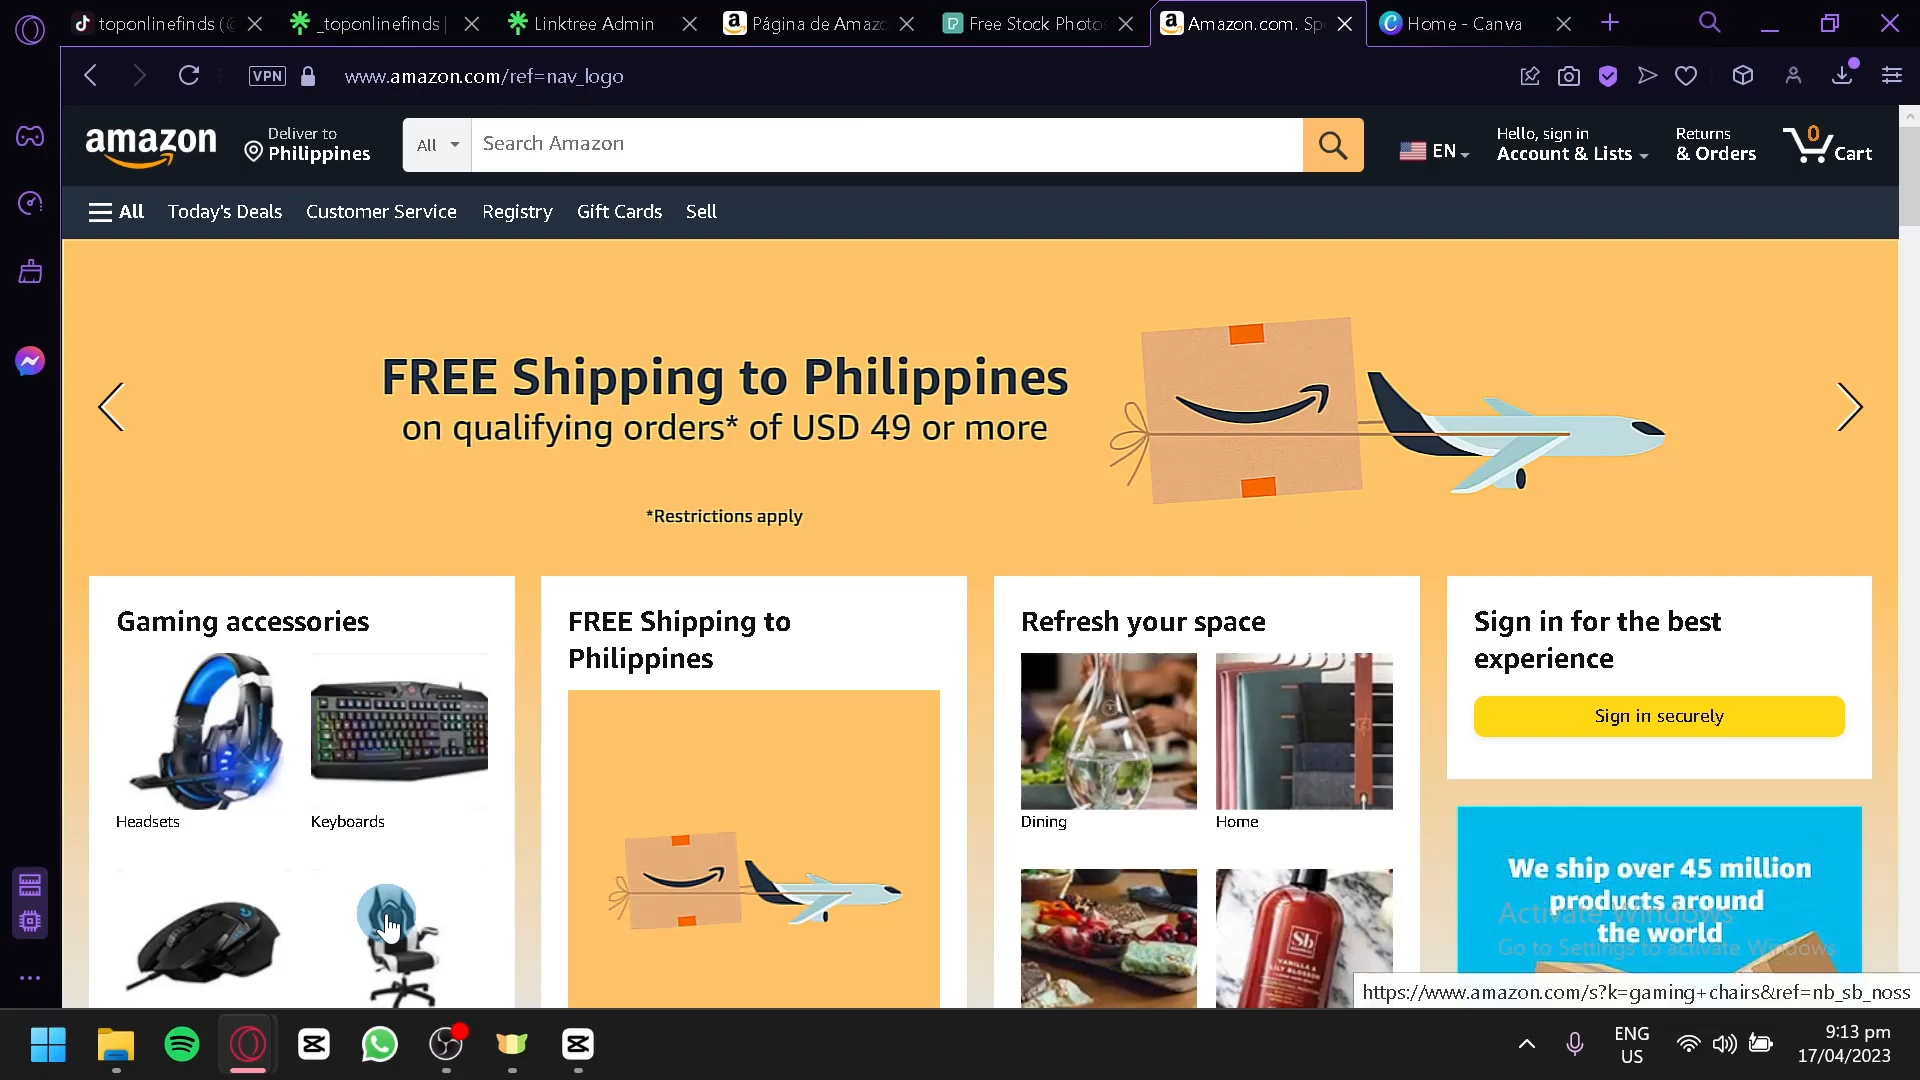 toponlinefinds (
_toponlinefinds |
Linktree Admin
Página de Amaz
Free Stock Photos
Amazon.com. Sp
Home - Canva
VPN
www.amazon.com/ref=nav_logo
amazon
Deliver to
Philippines
All
Search Amazon
EN
Hello, sign in
Account & Lists
Returns
& Orders
0
Cart
All
Today's Deals
Customer Service
Registry
Gift Cards
Sell
FREE Shipping to Philippines
on qualifying orders* of USD 49 or more
*Restrictions apply
Gaming accessories
Headsets
Keyboards
FREE Shipping to
Philippines
Refresh your space
Dining
Home
Sb
VANILLA &
LILY BLOSSOM
Sign in for the best
experience
Sign in securely
We ship over 45 million
products around
the world
Activate Windows
Go to Settings to activate Windows.
https://www.amazon.com/s?k=gaming+chairs&ref=nb_sb_noss
ENG
US
9:13 pm
17/04/2023